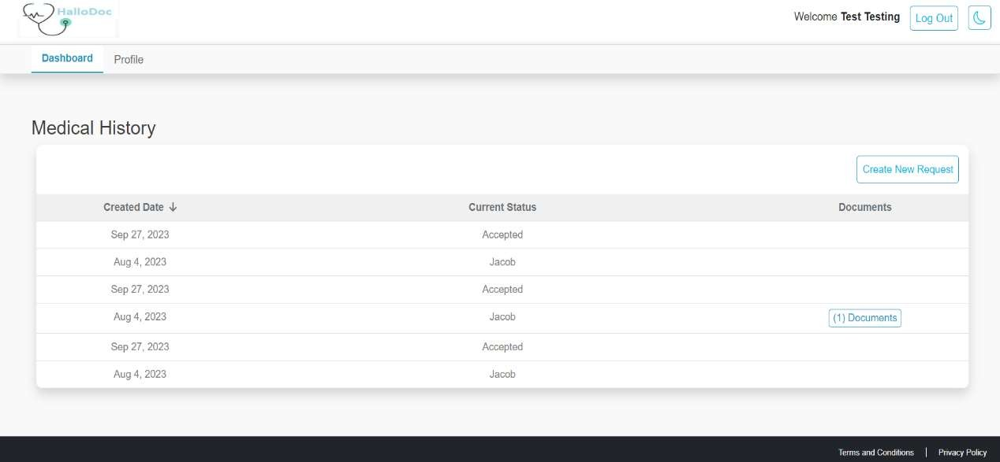 HalloDoc
Welcome Test Testing Log Out
Dashboard Profile
Medical History
Create New Request
Created Date ↓ Current Status Documents
Sep 27, 2023 Accepted
Aug 4, 2023 Jacob
Sep 27, 2023 Accepted
Aug 4, 2023 Jacob (1) Documents
Sep 27, 2023 Accepted
Aug 4, 2023 Jacob
Terms and Conditions | Privacy Policy